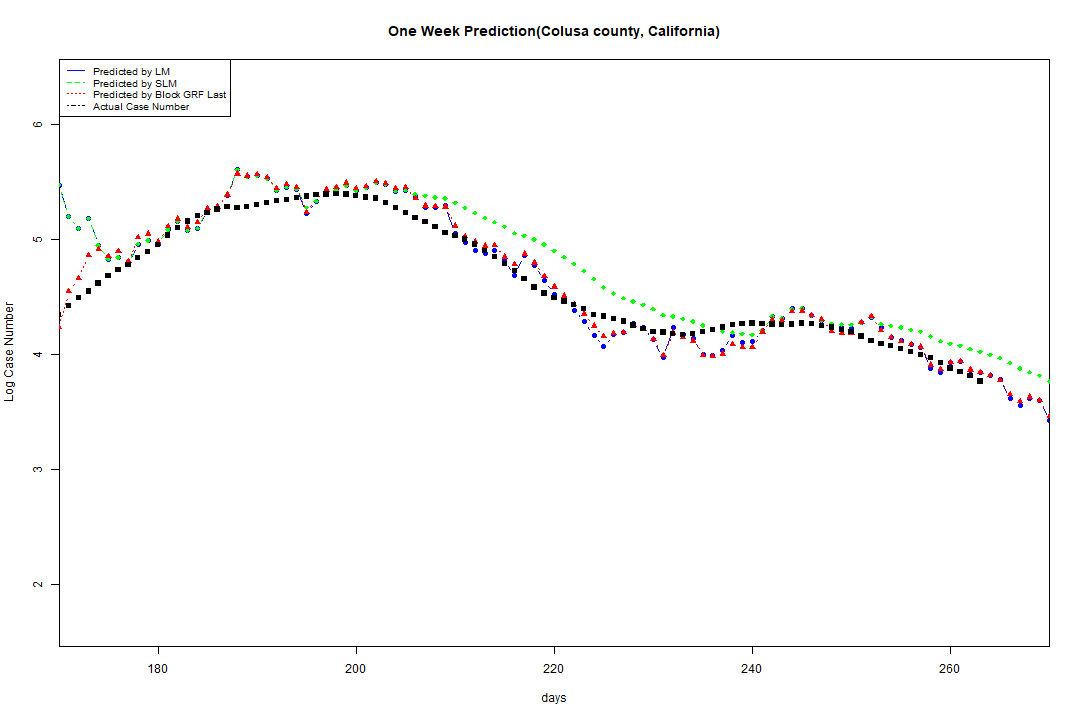 One Week Prediction(Colusa county, California)
Predicted by LM
Predicted by SLM
Predicted by Block GRF Last
Actual Case Number
6
5
4
3
2
Log Case Number
180 200 220 240 260
days